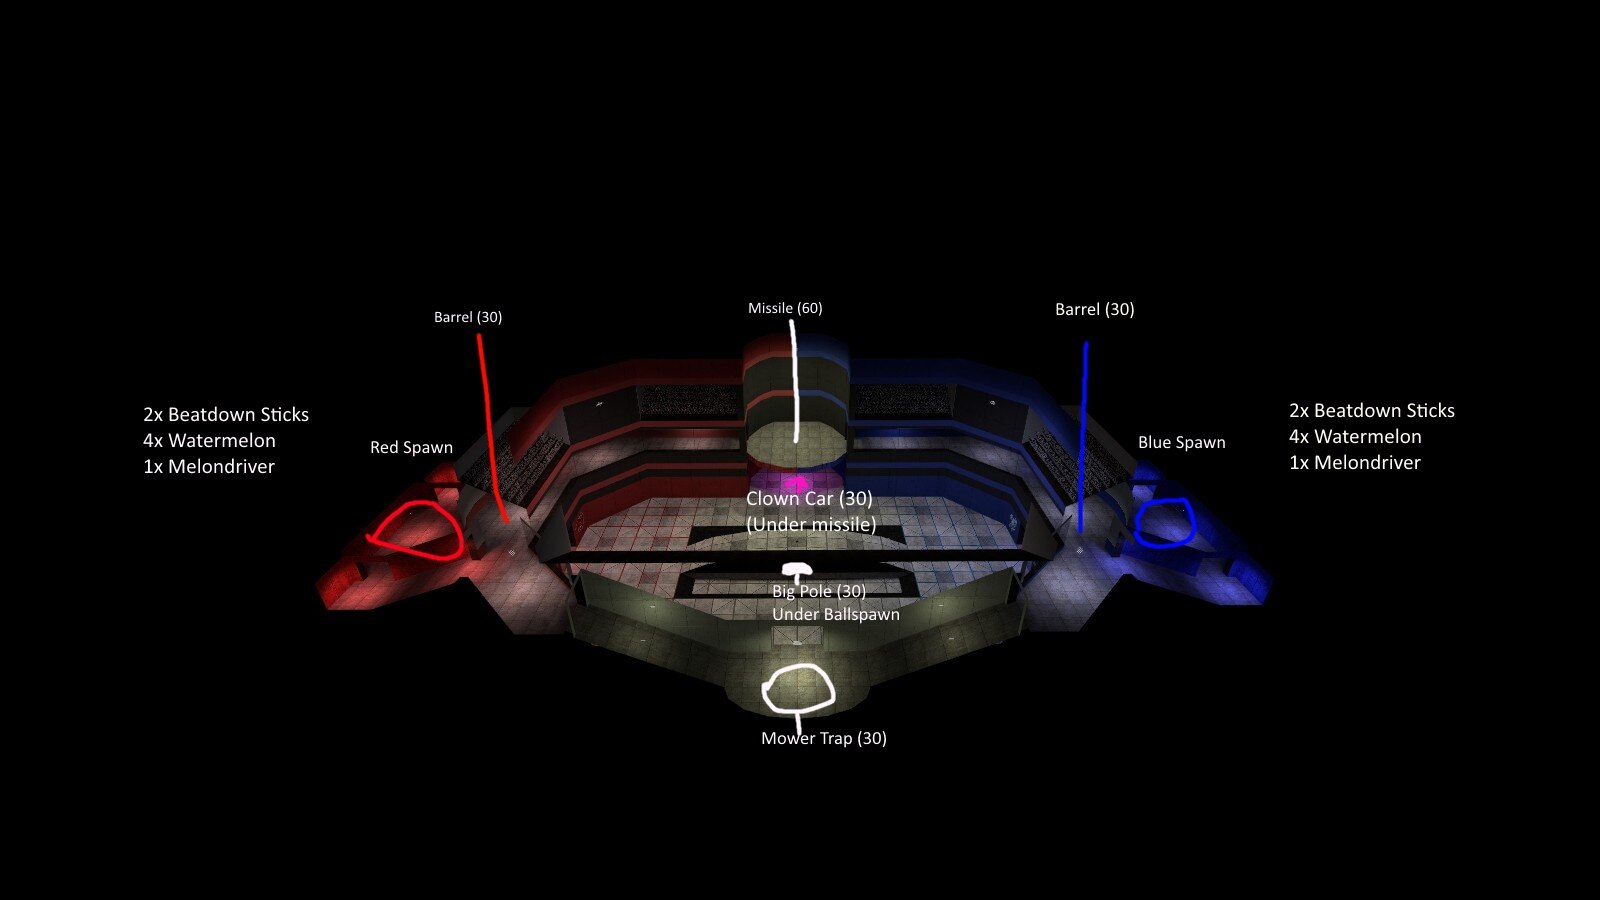 Missile (60)
Barrel (30)
Barrel (30)
2x Beatdown Sticks
4x Watermelon
1x Melondriver
Red Spawn
Blue Spawn
2x Beatdown Sticks
4x Watermelon
1x Melondriver
Clown Car (30)
(Under missile)
Big Pole (30)
Under Ballspawn
Mower Trap (30)